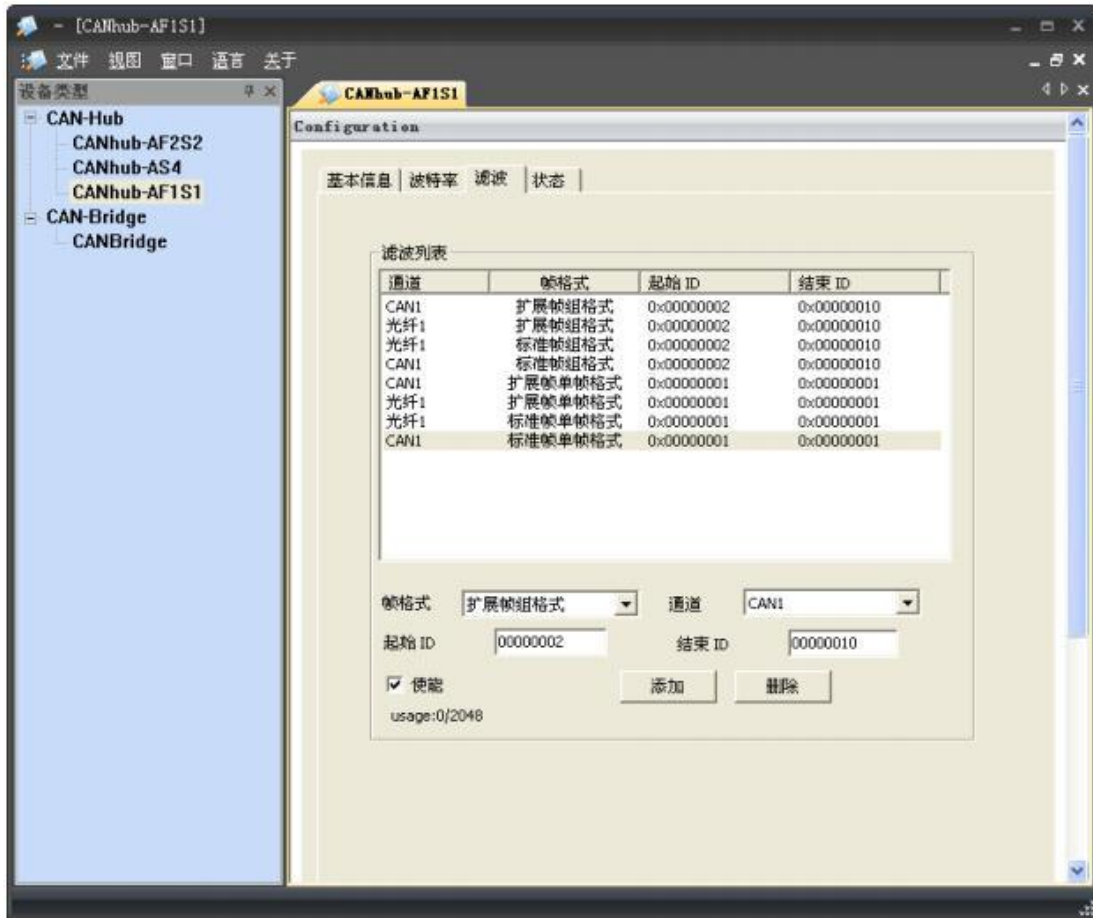 - [CANhub-AF1S1]
文件 视图 窗口 语言 关于
设备类型
CANhub-AF1S1
CAN-Hub
CANhub-AF2S2
CANhub-AS4
CANhub-AF1S1
CAN-Bridge
CANBridge
Configuration
基本信息 波特率 滤波 状态
滤波列表
通道 帧格式 起始 ID 结束 ID
CAN1 扩展帧组格式 0x00000002 0x00000010
光纤1 扩展帧组格式 0x00000002 0x00000010
光纤1 标准帧组格式 0x00000002 0x00000010
CAN1 标准帧组格式 0x00000002 0x00000010
CAN1 扩展帧单帧格式 0x00000001 0x00000001
光纤1 扩展帧单帧格式 0x00000001 0x00000001
光纤1 标准帧单帧格式 0x00000001 0x00000001
CAN1 标准帧单帧格式 0x00000001 0x00000001
帧格式 扩展帧组格式 通道 CAN1
起始 ID 00000002 结束 ID 00000010
使能 添加 删除
usage:0/2048